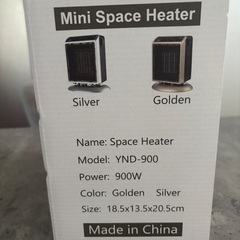 Mini Space Heater
Silver Golden
Name: Space Heater
Model: YND-900
Power: 900W
Color: Golden Silver
Size: 18.5x13.5x20.5cm
Made in China